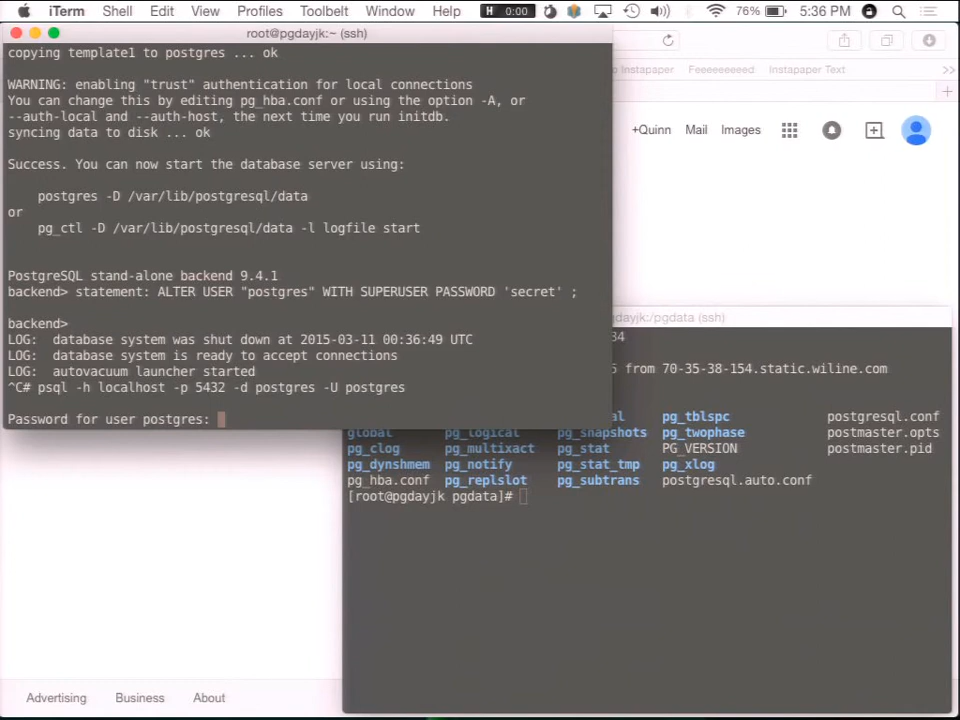 iTerm Shell Edit View Profiles Toolbelt Window Help H 0:00 76% 5:36 PM
root@pgdayjk:~ (ssh)
copying template1 to postgres ... ok
WARNING: enabling "trust" authentication for local connections
You can change this by editing pg_hba.conf or using the option -A, or
--auth-local and --auth-host, the next time you run initdb.
syncing data to disk ... ok
Success. You can now start the database server using:
postgres -D /var/lib/postgresql/data
or
pg_ctl -D /var/lib/postgresql/data -l logfile start
PostgreSQL stand-alone backend 9.4.1
backend> statement: ALTER USER "postgres" WITH SUPERUSER PASSWORD 'secret' ;
backend>
LOG:  database system was shut down at 2015-03-11 00:36:49 UTC
LOG:  database system is ready to accept connections
LOG:  autovacuum launcher started
^C# psql -h localhost -p 5432 -d postgres -U postgres
Password for user postgres:
Instapaper Feeeeeeeed Instapaper Text >>
+Quinn Mail Images
gdayjk:/pgdata (ssh)
34
5 from 70-35-38-154.static.wiline.com
al pg_tblspc postgresql.conf
global pg_logical pg_snapshots pg_twophase postmaster.opts
pg_clog pg_multixact pg_stat PG_VERSION postmaster.pid
pg_dynshmem pg_notify pg_stat_tmp pg_xlog
pg_hba.conf pg_replslot pg_subtrans postgresql.auto.conf
[root@pgdayjk pgdata]#
Advertising Business About